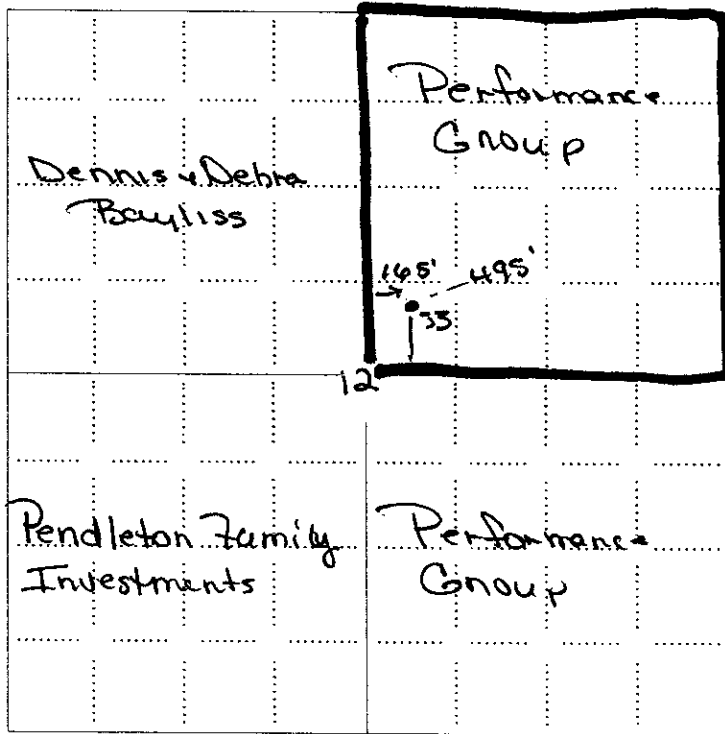 Performance
Group
Dennis & Debra
Bayliss
165' 495'
33
12
Pendleton Family
Investments
Performance
Group